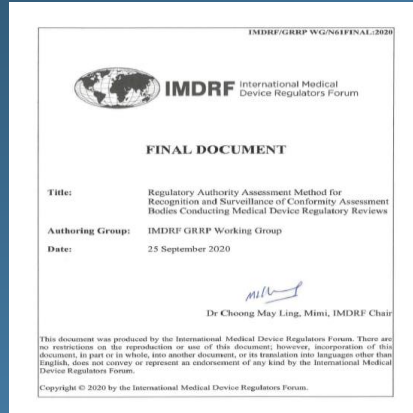 IMDRF/GRRP WG/N61FINAL:2020
IMDRF International Medical
Device Regulators Forum
FINAL DOCUMENT
Title: Regulatory Authority Assessment Method for
Recognition and Surveillance of Conformity Assessment
Bodies Conducting Medical Device Regulatory Reviews
Authoring Group: IMDRF GRRP Working Group
Date: 25 September 2020
Dr Choong May Ling, Mimi, IMDRF Chair
This document was produced by the International Medical Device Regulators Forum. There are
no restrictions on the reproduction or use of this document; however, incorporation of this
document, in part or in whole, into another document, or its translation into languages other than
English, does not convey or represent an endorsement of any kind by the International Medical
Device Regulators Forum.
Copyright © 2020 by the International Medical Device Regulators Forum.